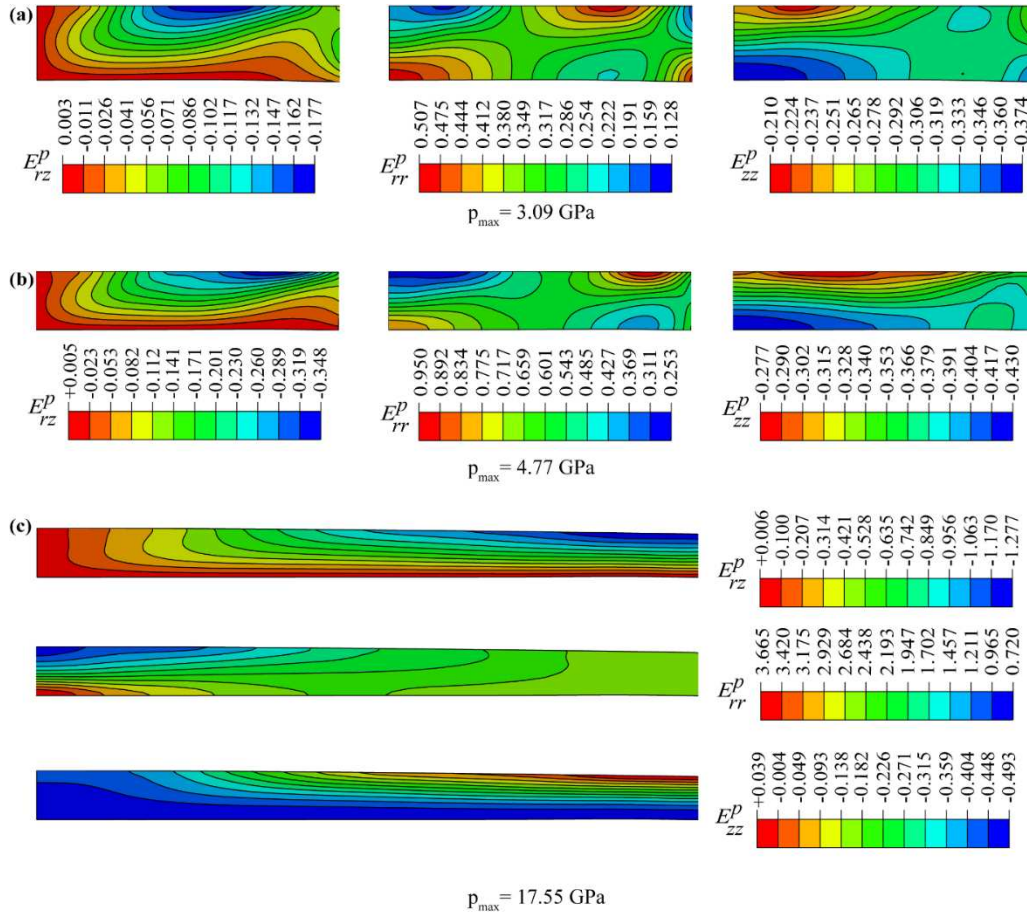 (a)
0.003 -0.011 -0.026 -0.041 -0.056 -0.071 -0.086 -0.102 -0.117 -0.132 -0.147 -0.162 -0.177
E^p_rz
0.507 0.475 0.444 0.412 0.380 0.349 0.317 0.286 0.254 0.222 0.191 0.159 0.128
E^p_rr
-0.210 -0.224 -0.237 -0.251 -0.265 -0.278 -0.292 -0.306 -0.319 -0.333 -0.346 -0.360 -0.374
E^p_zz
p_max = 3.09 GPa
(b)
+0.005 -0.023 -0.053 -0.082 -0.112 -0.141 -0.171 -0.201 -0.230 -0.260 -0.289 -0.319 -0.348
E^p_rz
0.950 0.892 0.834 0.775 0.717 0.659 0.601 0.543 0.485 0.427 0.369 0.311 0.253
E^p_rr
-0.277 -0.290 -0.302 -0.315 -0.328 -0.340 -0.353 -0.366 -0.379 -0.391 -0.404 -0.417 -0.430
E^p_zz
p_max = 4.77 GPa
(c)
+0.006 -0.100 -0.207 -0.314 -0.421 -0.528 -0.635 -0.742 -0.849 -0.956 -1.063 -1.170 -1.277
E^p_rz
3.665 3.420 3.175 2.929 2.684 2.438 2.193 1.947 1.702 1.457 1.211 0.965 0.720
E^p_rr
+0.039 -0.004 -0.049 -0.093 -0.138 -0.182 -0.226 -0.271 -0.315 -0.359 -0.404 -0.448 -0.493
E^p_zz
p_max = 17.55 GPa